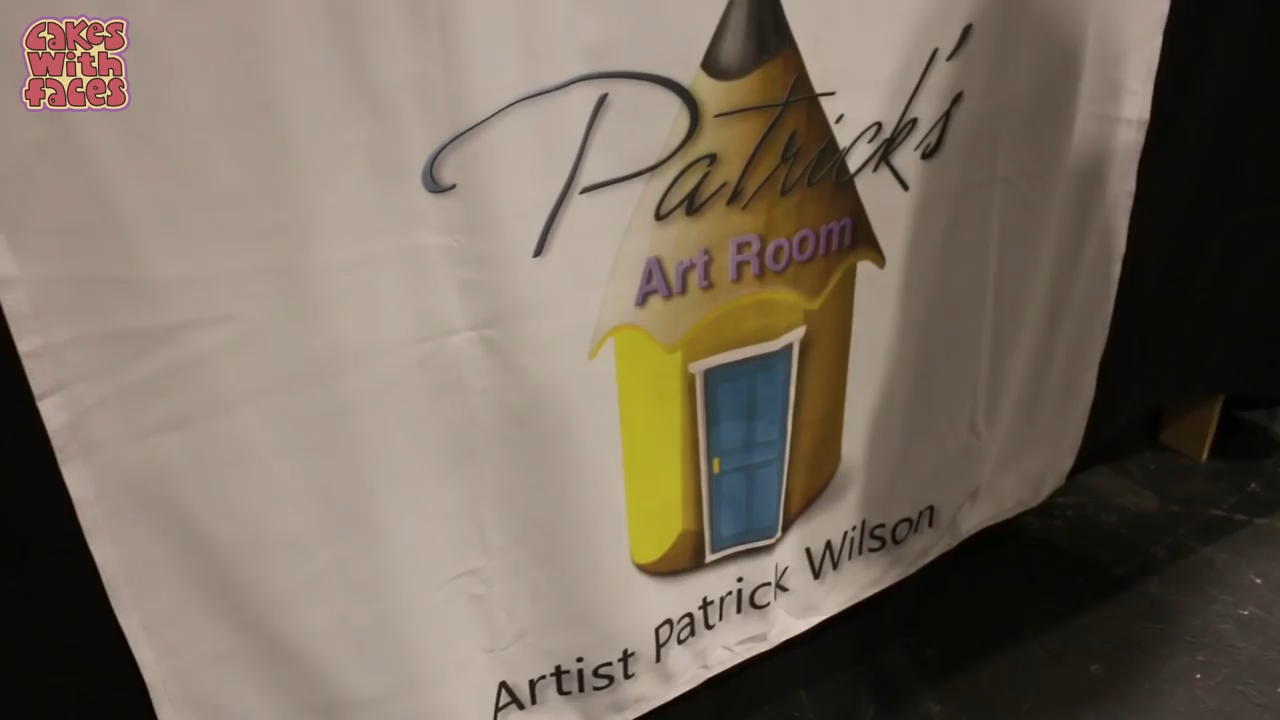 Cakes
With
faces
Patrick's'
Art Room
Artist Patrick Wilson